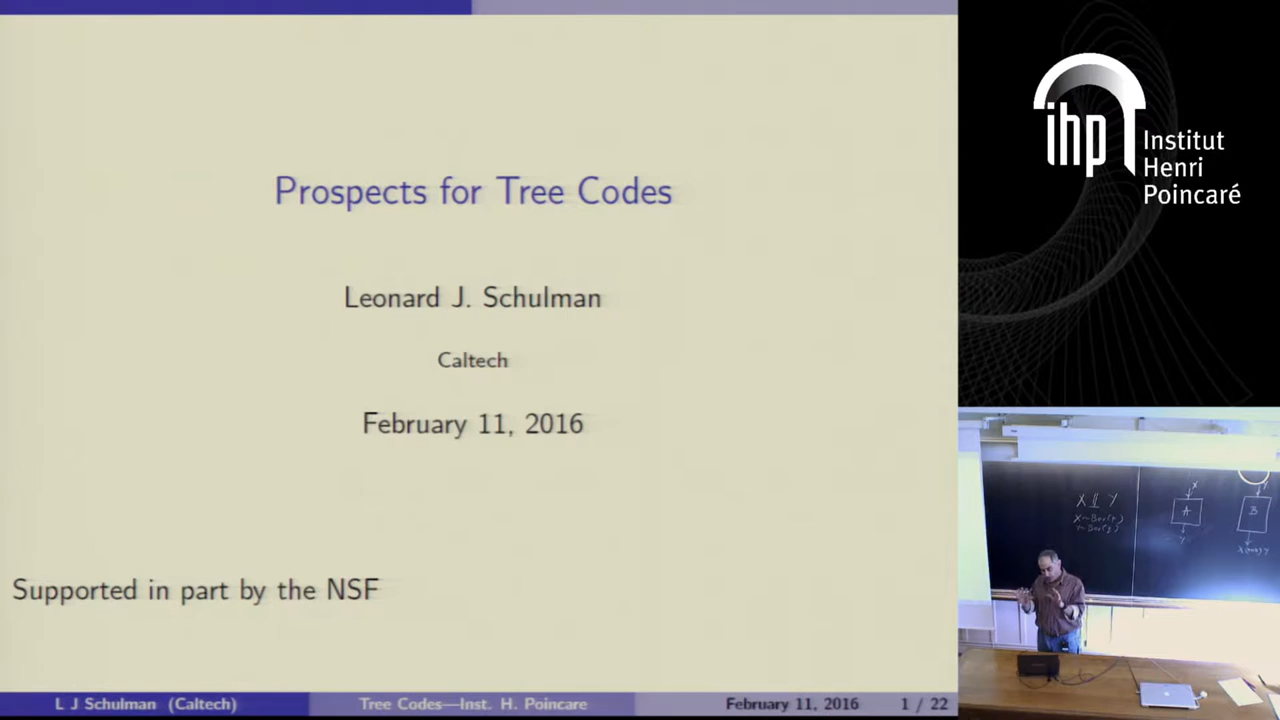 Prospects for Tree Codes
Leonard J. Schulman
Caltech
February 11, 2016
Supported in part by the NSF
L J Schulman (Caltech)
Tree Codes—Inst. H. Poincare
February 11, 2016
1 / 22
ihp
Institut
Henri
Poincaré
A
B